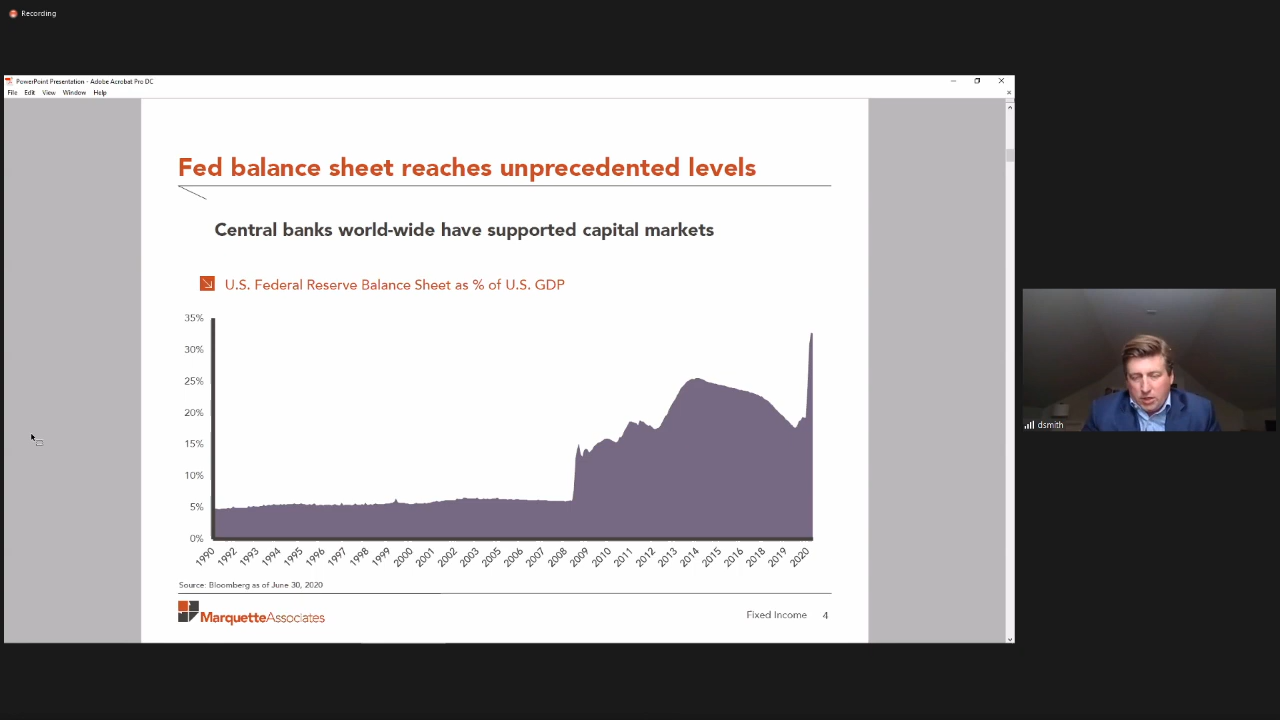 Recording
PowerPoint Presentation - Adobe Acrobat Pro DC
File Edit View Window Help
Fed balance sheet reaches unprecedented levels
Central banks world-wide have supported capital markets
U.S. Federal Reserve Balance Sheet as % of U.S. GDP
35%
30%
25%
20%
15%
10%
5%
0%
1990 1992 1993 1994 1995 1996 1997 1998 1999 2000 2001 2002 2003 2005 2006 2007 2008 2009 2010 2011 2012 2013 2014 2015 2016 2018 2019 2020
Source: Bloomberg as of June 30, 2020
MarquetteAssociates
Fixed Income 4
dsmith